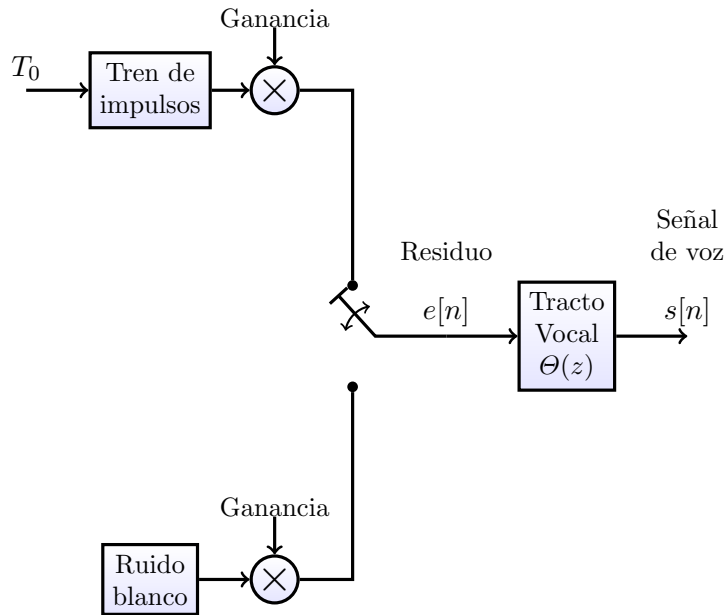 Ganancia
T₀
Tren de
impulsos
Señal
de voz
Residuo
e[n]
Tracto
Vocal
Θ(z)
s[n]
Ganancia
Ruido
blanco